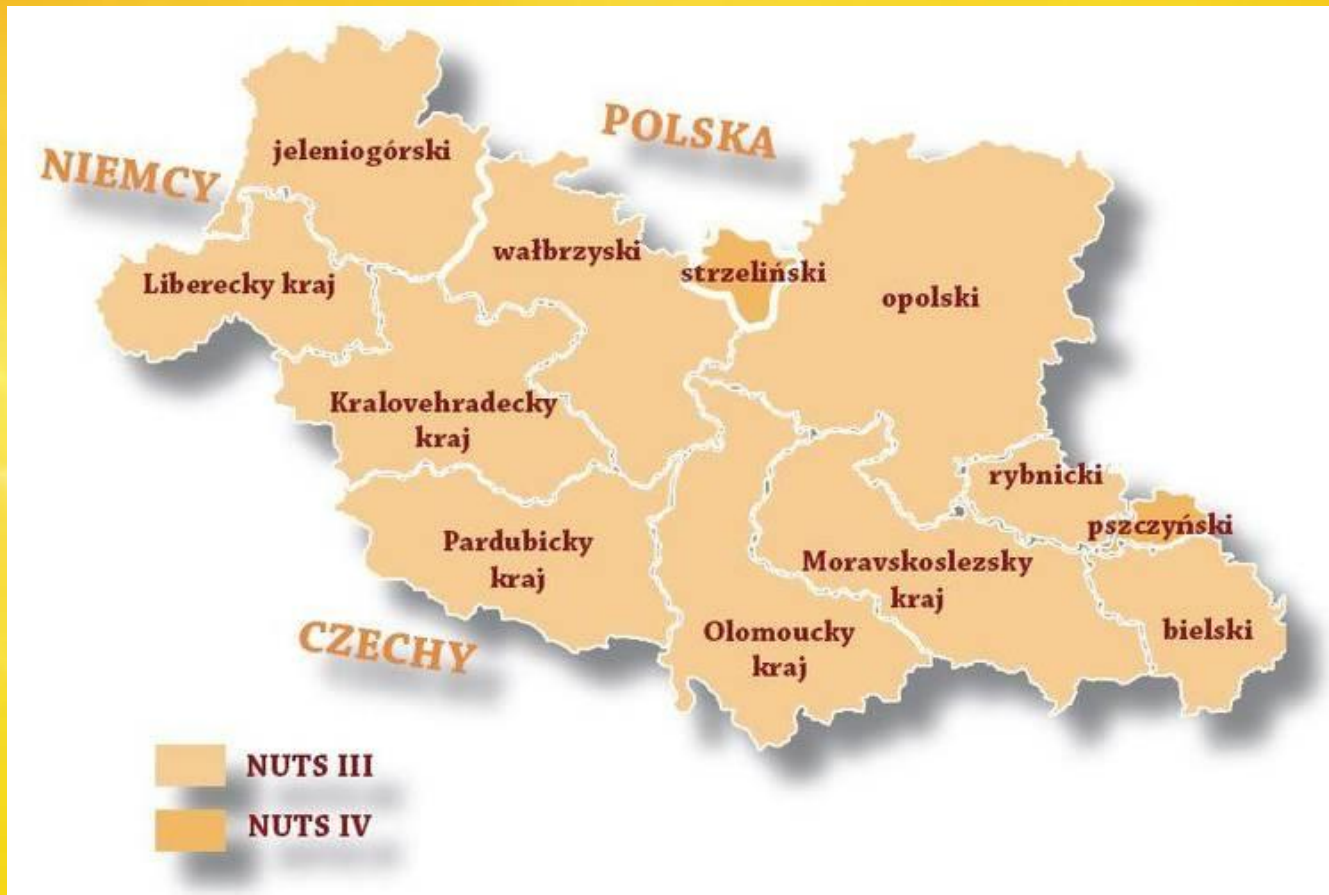 POLSKA
NIEMCY
jeleniogórski
wałbrzyski
strzeliński
Liberecky kraj
opolski
Kralovehradecky
kraj
rybnicki
pszczyński
Pardubicky
kraj
Moravskoslezsky
kraj
CZECHY
Olomoucky
kraj
bielski
NUTS III
NUTS IV